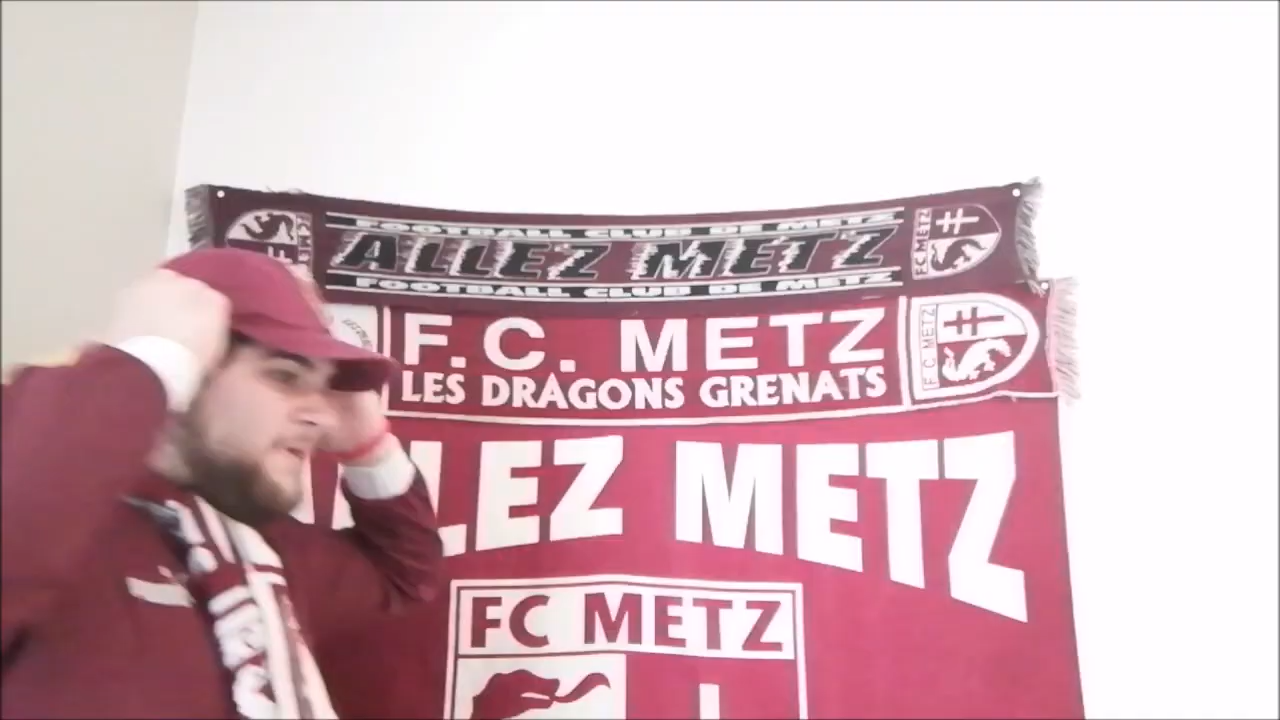 FOOTBALL CLUB DE METZ
ALLEZ METZ
FOOTBALL CLUB DE METZ
FC METZ
F.C. METZ
LES DRAGONS GRENATS
F.C. METZ
LEZ METZ
FC METZ